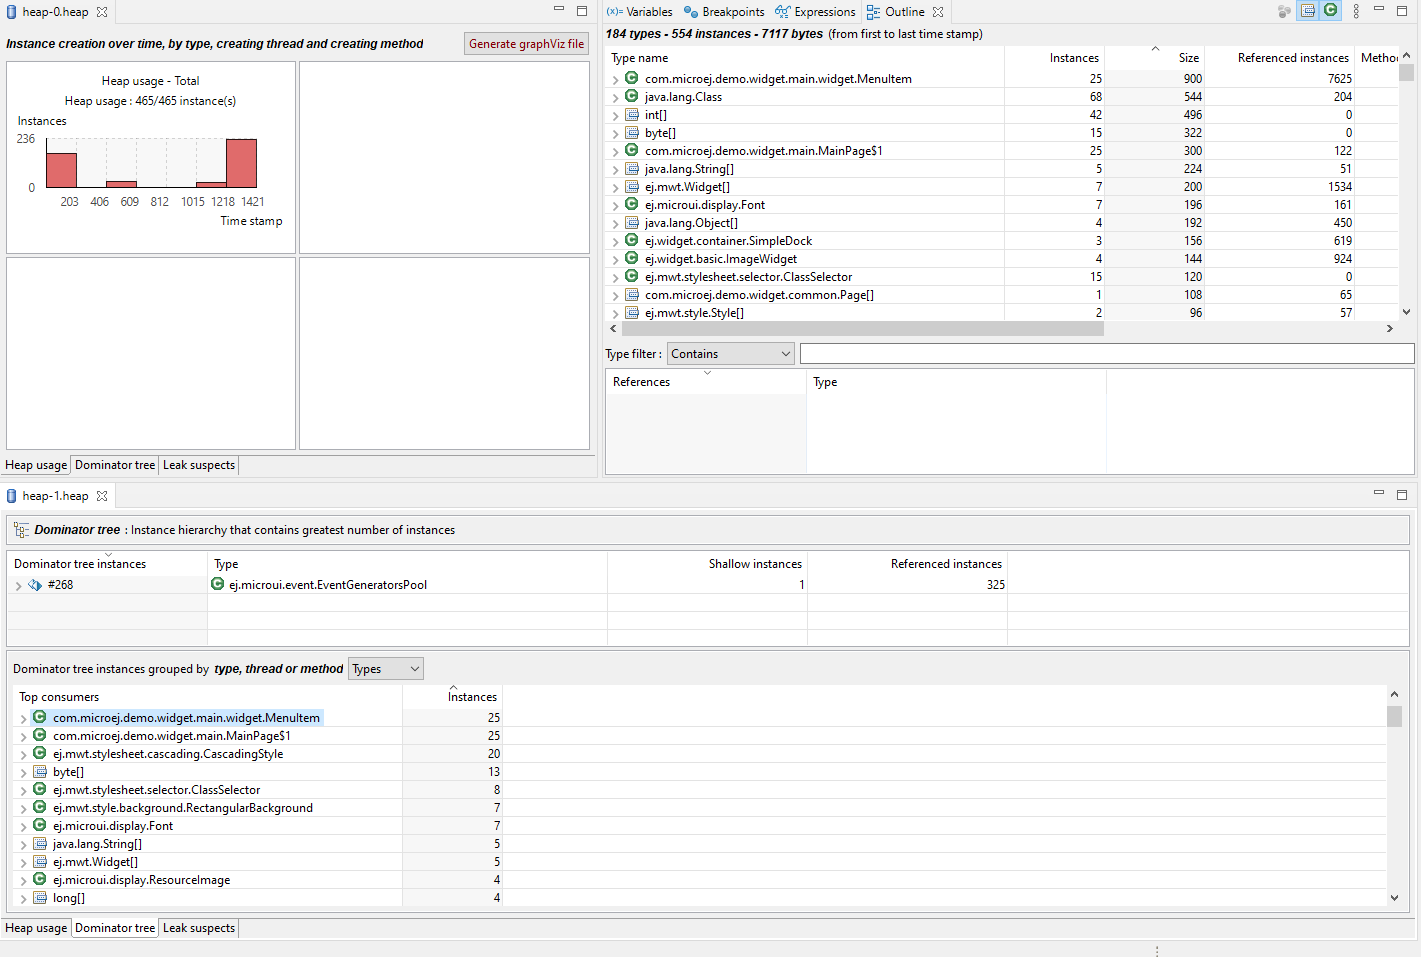 heap-0.heap
Instance creation over time, by type, creating thread and creating method
Generate graphViz file
Heap usage - Total
Heap usage : 465/465 instance(s)
Instances
236
0
203 406 609 812 1015 1218 1421
Time stamp
Heap usage Dominator tree Leak suspects
(x)= Variables Breakpoints Expressions Outline
184 types - 554 instances - 7117 bytes (from first to last time stamp)
Type name Instances Size Referenced instances Metho
com.microej.demo.widget.main.widget.MenuItem 25 900 7625
java.lang.Class 68 544 204
int[] 42 496 0
byte[] 15 322 0
com.microej.demo.widget.main.MainPage$1 25 300 122
java.lang.String[] 5 224 51
ej.mwt.Widget[] 7 200 1534
ej.microui.display.Font 7 196 161
java.lang.Object[] 4 192 450
ej.widget.container.SimpleDock 3 156 619
ej.widget.basic.ImageWidget 4 144 924
ej.mwt.stylesheet.selector.ClassSelector 15 120 0
com.microej.demo.widget.common.Page[] 1 108 65
ej.mwt.style.Style[] 2 96 57
Type filter : Contains
References Type
heap-1.heap
Dominator tree : Instance hierarchy that contains greatest number of instances
Dominator tree instances Type Shallow instances Referenced instances
#268 ej.microui.event.EventGeneratorsPool 1 325
Dominator tree instances grouped by type, thread or method Types
Top consumers Instances
com.microej.demo.widget.main.widget.MenuItem 25
com.microej.demo.widget.main.MainPage$1 25
ej.mwt.stylesheet.cascading.CascadingStyle 20
byte[] 13
ej.mwt.stylesheet.selector.ClassSelector 8
ej.mwt.style.background.RectangularBackground 7
ej.microui.display.Font 7
java.lang.String[] 5
ej.mwt.Widget[] 5
ej.microui.display.ResourceImage 4
long[] 4
Heap usage Dominator tree Leak suspects